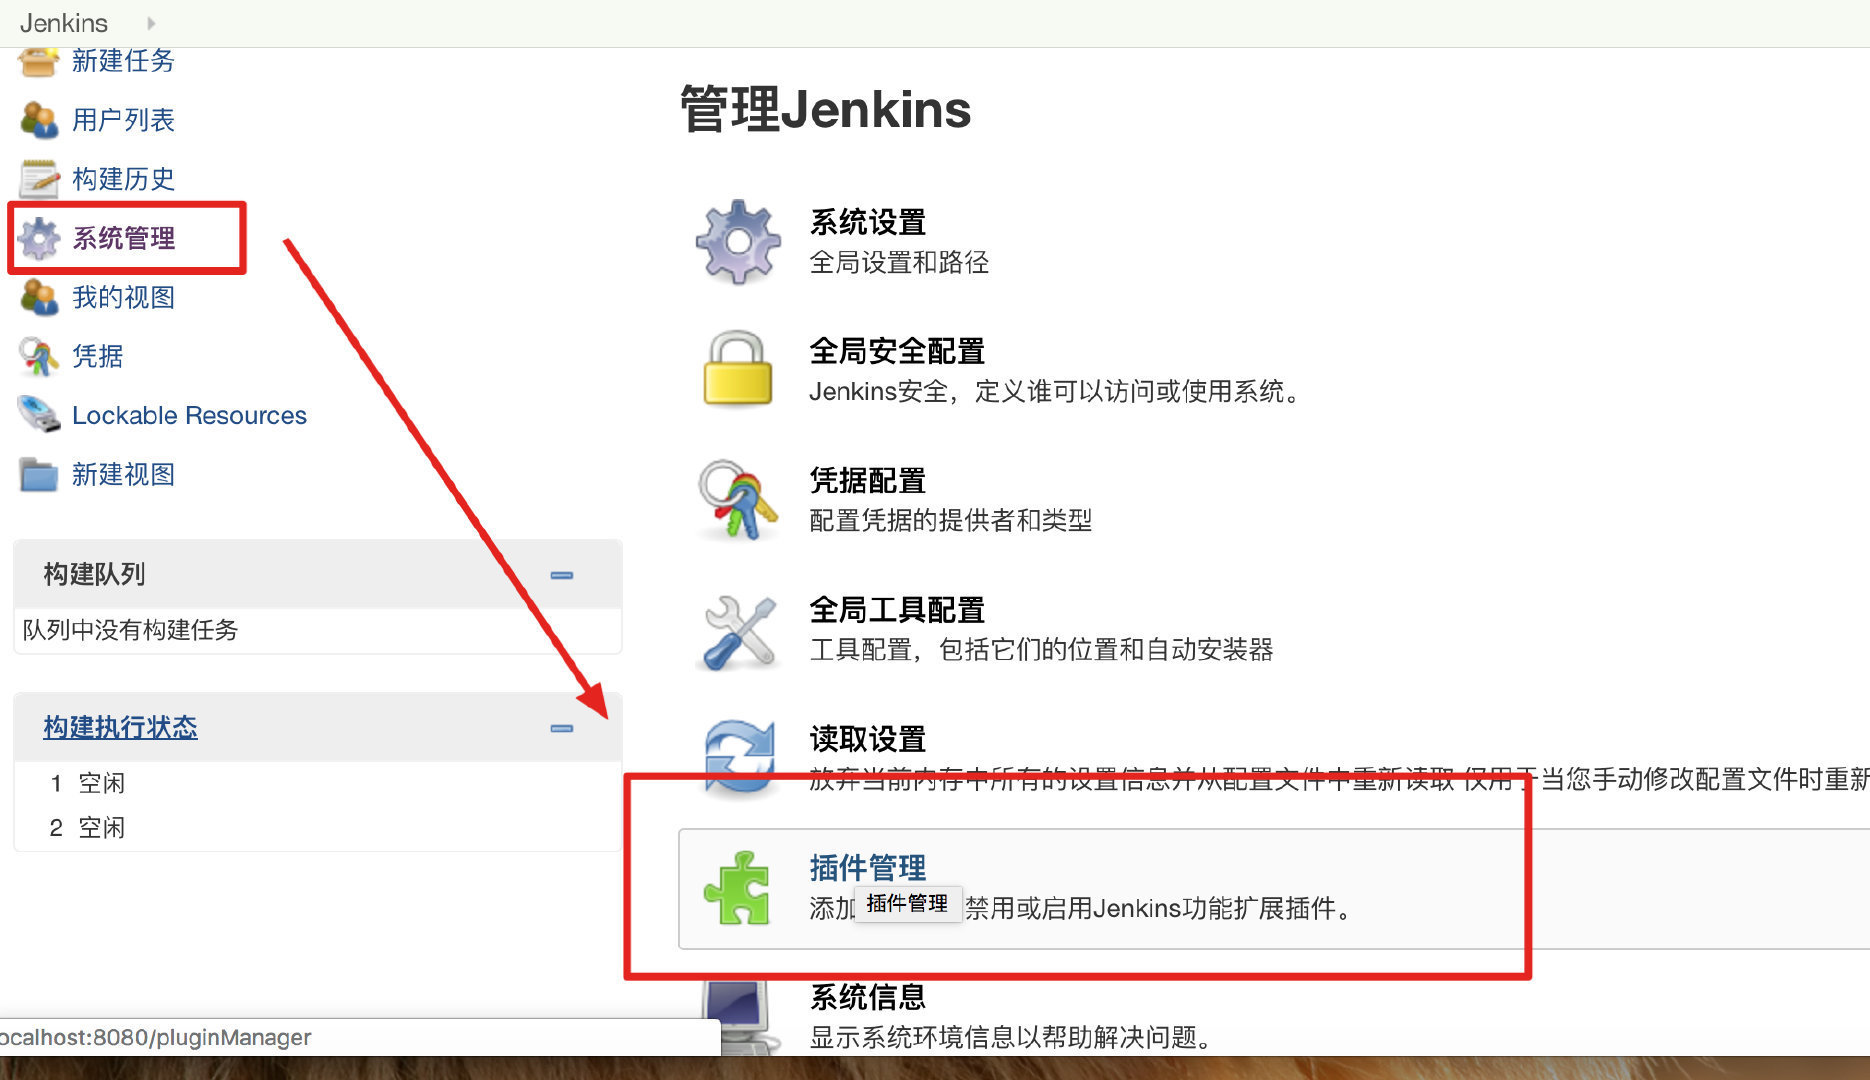 Jenkins
新建任务
用户列表
构建历史
系统管理
我的视图
凭据
Lockable Resources
新建视图
构建队列
队列中没有构建任务
构建执行状态
1 空闲
2 空闲
管理Jenkins
系统设置
全局设置和路径
全局安全配置
Jenkins安全，定义谁可以访问或使用系统。
凭据配置
配置凭据的提供者和类型
全局工具配置
工具配置，包括它们的位置和自动安装器
读取设置
放弃当前内存中所有的设置信息并从配置文件中重新读取 仅用于当您手动修改配置文件时重新
插件管理
添加
插件管理
禁用或启用Jenkins功能扩展插件。
系统信息
显示系统环境信息以帮助解决问题。
ocalhost:8080/pluginManager